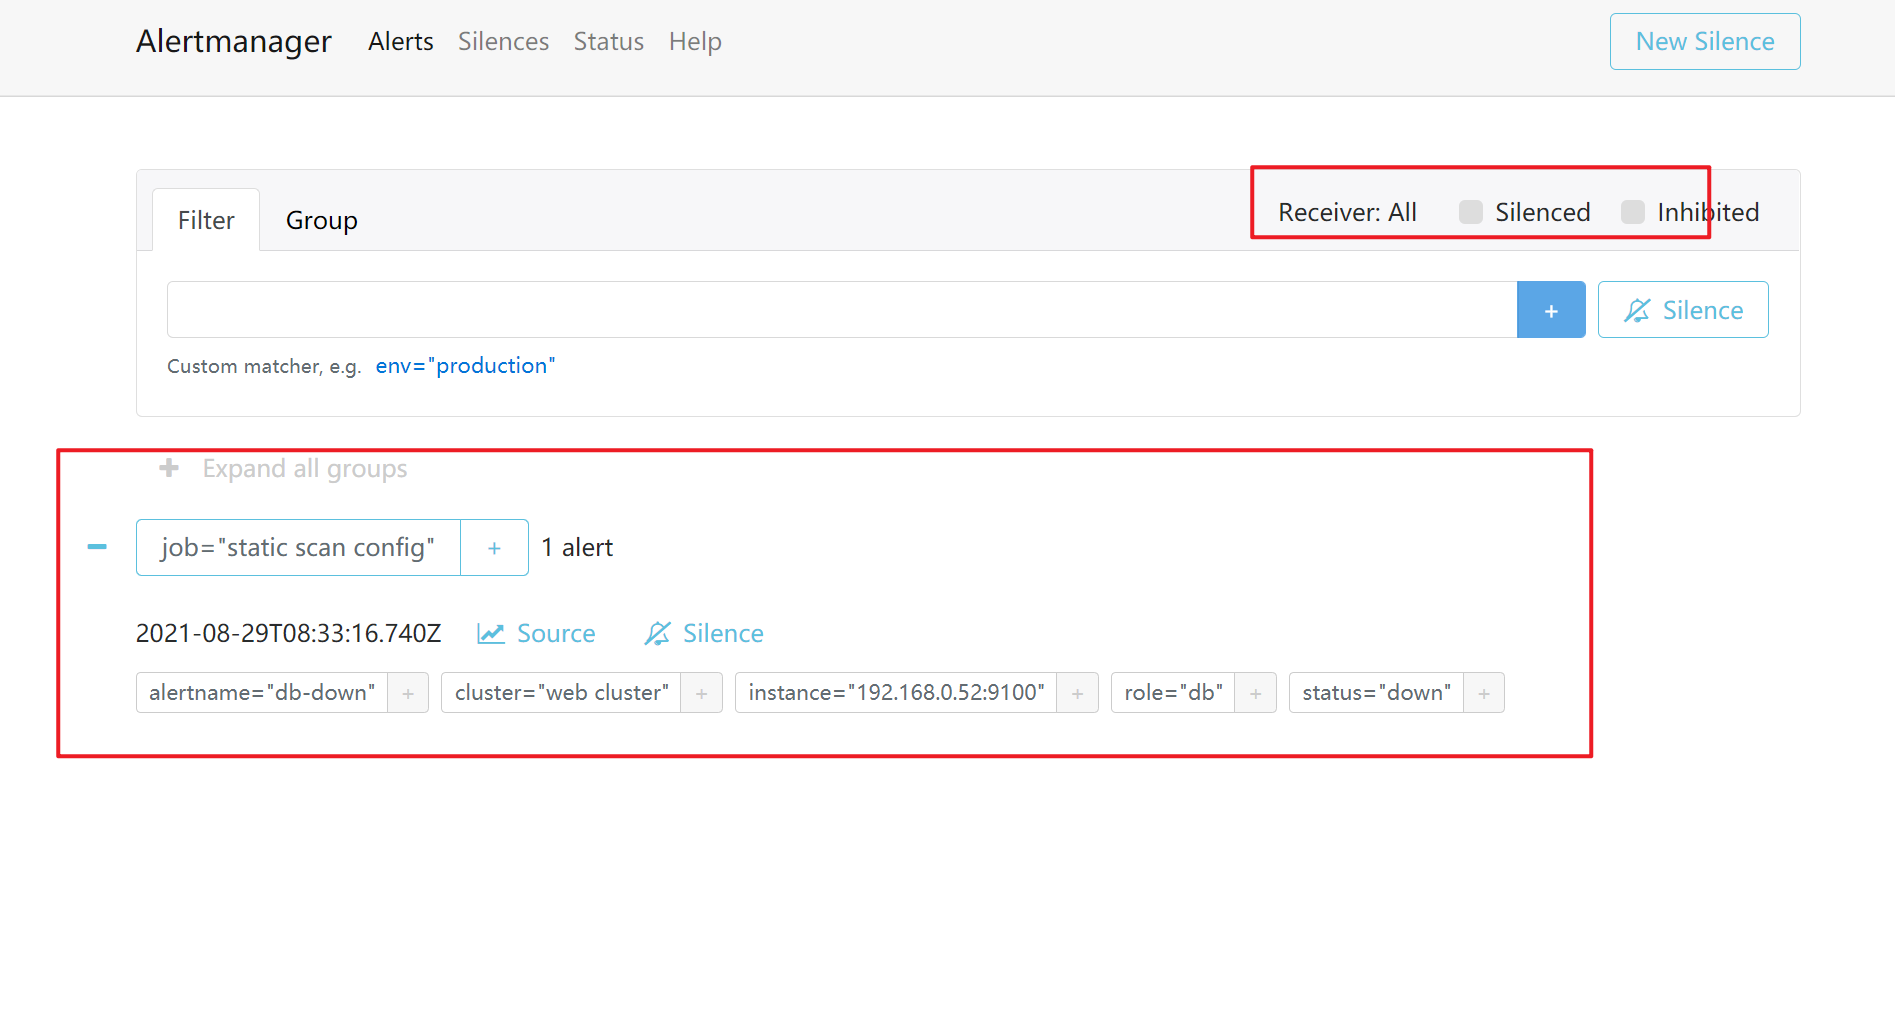 Alertmanager Alerts Silences Status Help New Silence
Filter Group Receiver: All Silenced Inhibited
+ Silence
Custom matcher, e.g. env="production"
+ Expand all groups
job="static scan config" + 1 alert
2021-08-29T08:33:16.740Z Source Silence
alertname="db-down" + cluster="web cluster" + instance="192.168.0.52:9100" + role="db" + status="down" +